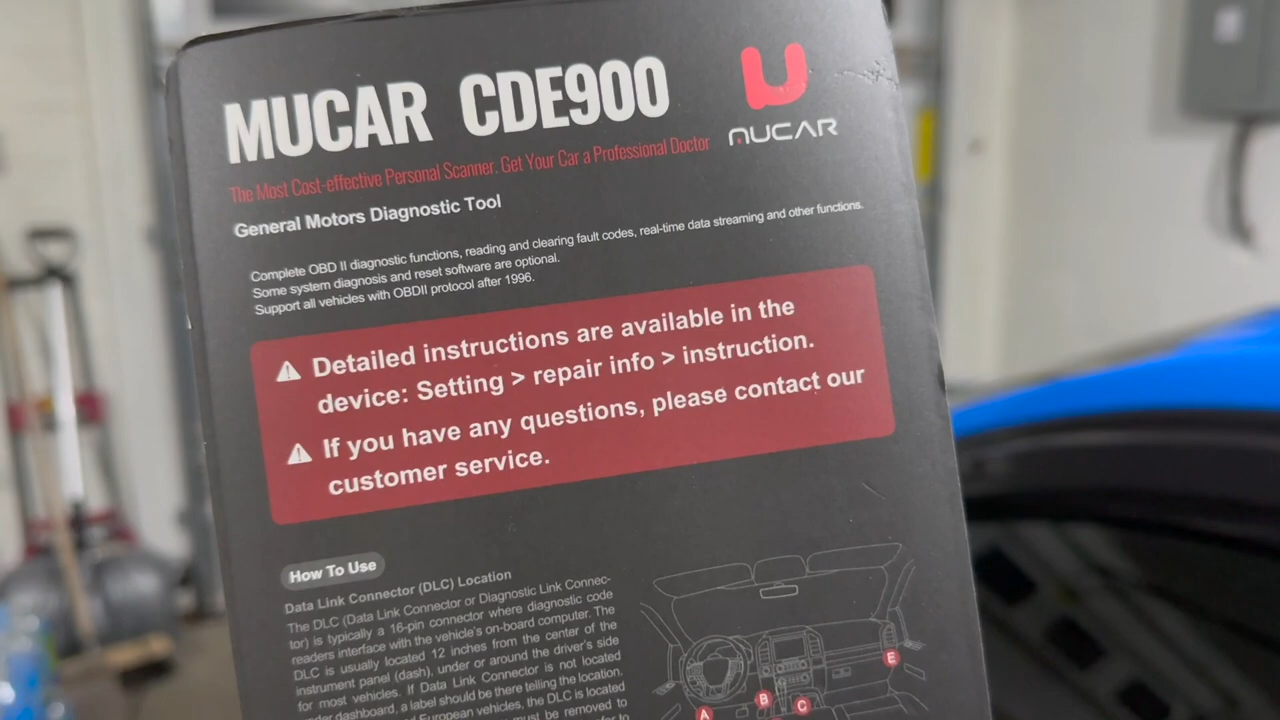 MUCAR CDE900
MUCAR
The Most Cost-effective Personal Scanner, Get Your Car a Professional Doctor
General Motors Diagnostic Tool
Complete OBD II diagnostic functions, reading and clearing fault codes, real-time data streaming and other functions.
Some system diagnosis and reset software are optional.
Support all vehicles with OBDII protocol after 1996.
Detailed instructions are available in the
device: Setting > repair info > instruction.
If you have any questions, please contact our
customer service.
How To Use
Data Link Connector (DLC) Location
The DLC (Data Link Connector or Diagnostic Link Connec-
tor) is typically a 16-pin connector where diagnostic code
readers interface with the vehicle's on-board computer. The
DLC is usually located 12 inches from the center of the
instrument panel (dash), under or around the driver's side
for most vehicles. If Data Link Connector is not located
dashboard, a label should be there telling the location.
European vehicles, the DLC is located
must be removed to
A
B
C
E